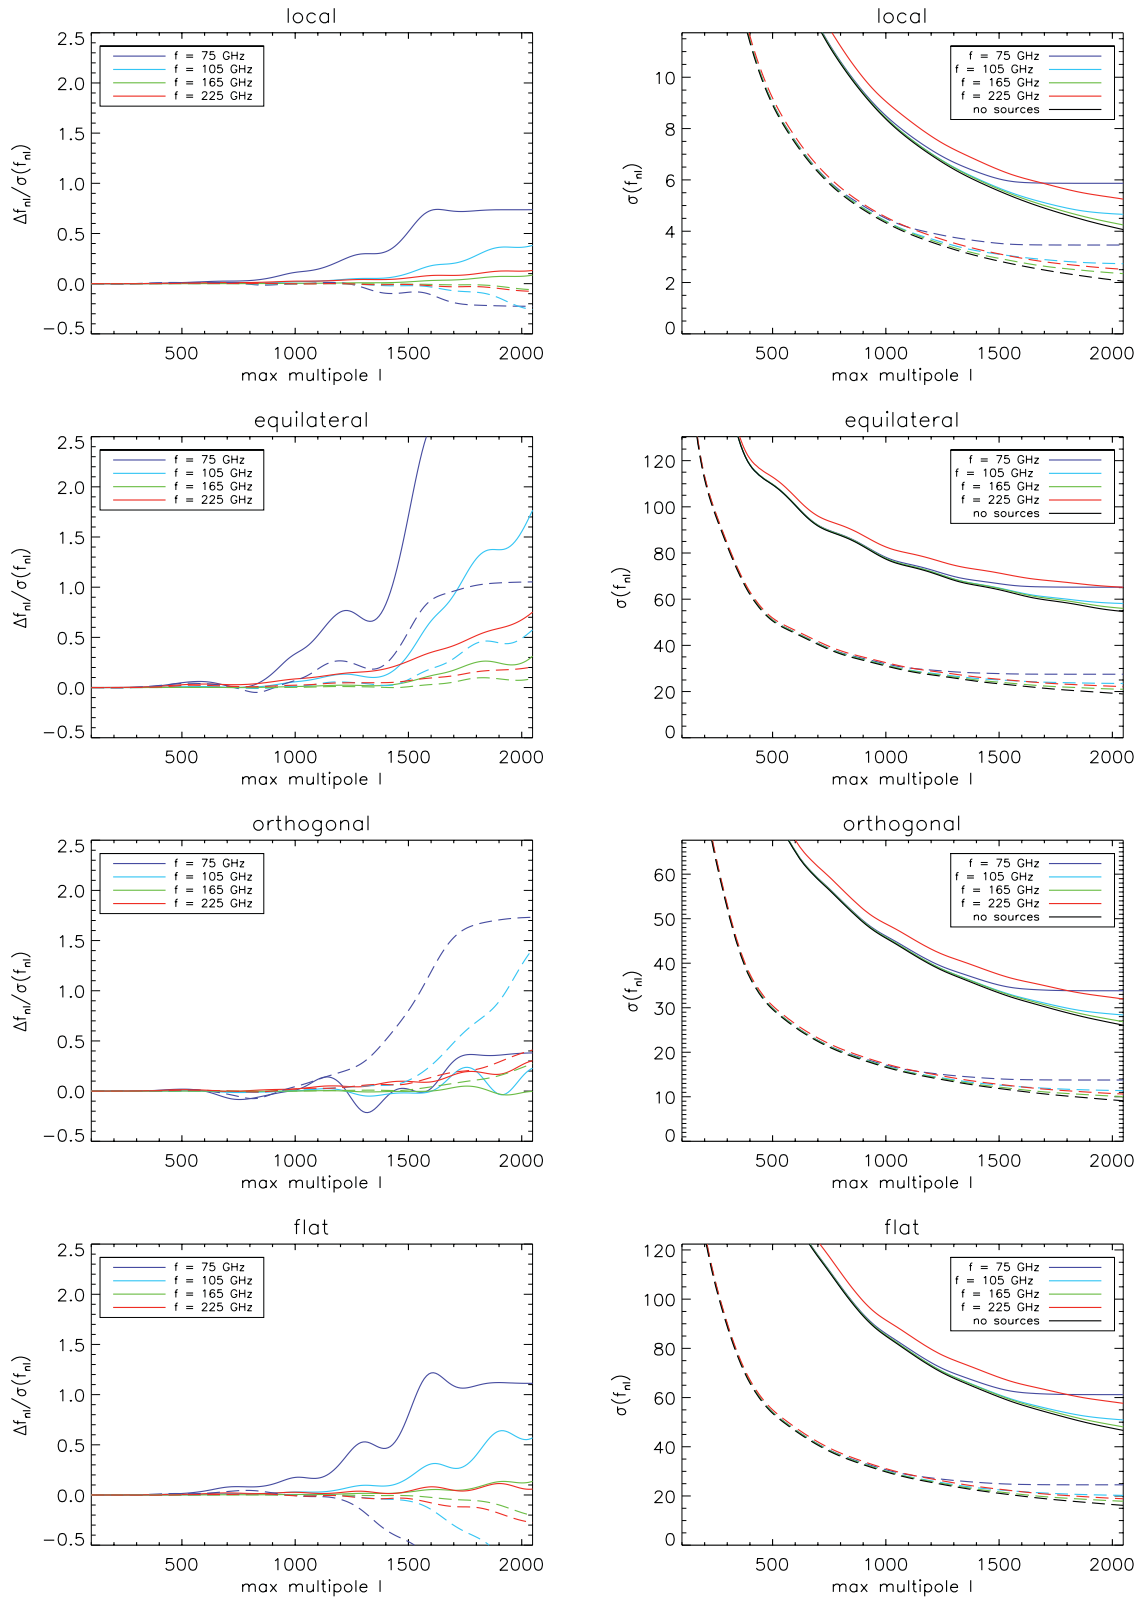 local
2.5
2.0
1.5
1.0
0.5
0.0
−0.5
Δf_nl/σ(f_nl)
f = 75 GHz
f = 105 GHz
f = 165 GHz
f = 225 GHz
500 1000 1500 2000
max multipole l
local
10
8
6
4
2
0
σ(f_nl)
f = 75 GHz
f = 105 GHz
f = 165 GHz
f = 225 GHz
no sources
500 1000 1500 2000
max multipole l
equilateral
2.5
2.0
1.5
1.0
0.5
0.0
−0.5
Δf_nl/σ(f_nl)
f = 75 GHz
f = 105 GHz
f = 165 GHz
f = 225 GHz
500 1000 1500 2000
max multipole l
equilateral
120
100
80
60
40
20
0
σ(f_nl)
f = 75 GHz
f = 105 GHz
f = 165 GHz
f = 225 GHz
no sources
500 1000 1500 2000
max multipole l
orthogonal
2.5
2.0
1.5
1.0
0.5
0.0
−0.5
Δf_nl/σ(f_nl)
f = 75 GHz
f = 105 GHz
f = 165 GHz
f = 225 GHz
500 1000 1500 2000
max multipole l
orthogonal
60
50
40
30
20
10
0
σ(f_nl)
f = 75 GHz
f = 105 GHz
f = 165 GHz
f = 225 GHz
no sources
500 1000 1500 2000
max multipole l
flat
2.5
2.0
1.5
1.0
0.5
0.0
−0.5
Δf_nl/σ(f_nl)
f = 75 GHz
f = 105 GHz
f = 165 GHz
f = 225 GHz
500 1000 1500 2000
max multipole l
flat
120
100
80
60
40
20
0
σ(f_nl)
f = 75 GHz
f = 105 GHz
f = 165 GHz
f = 225 GHz
no sources
500 1000 1500 2000
max multipole l